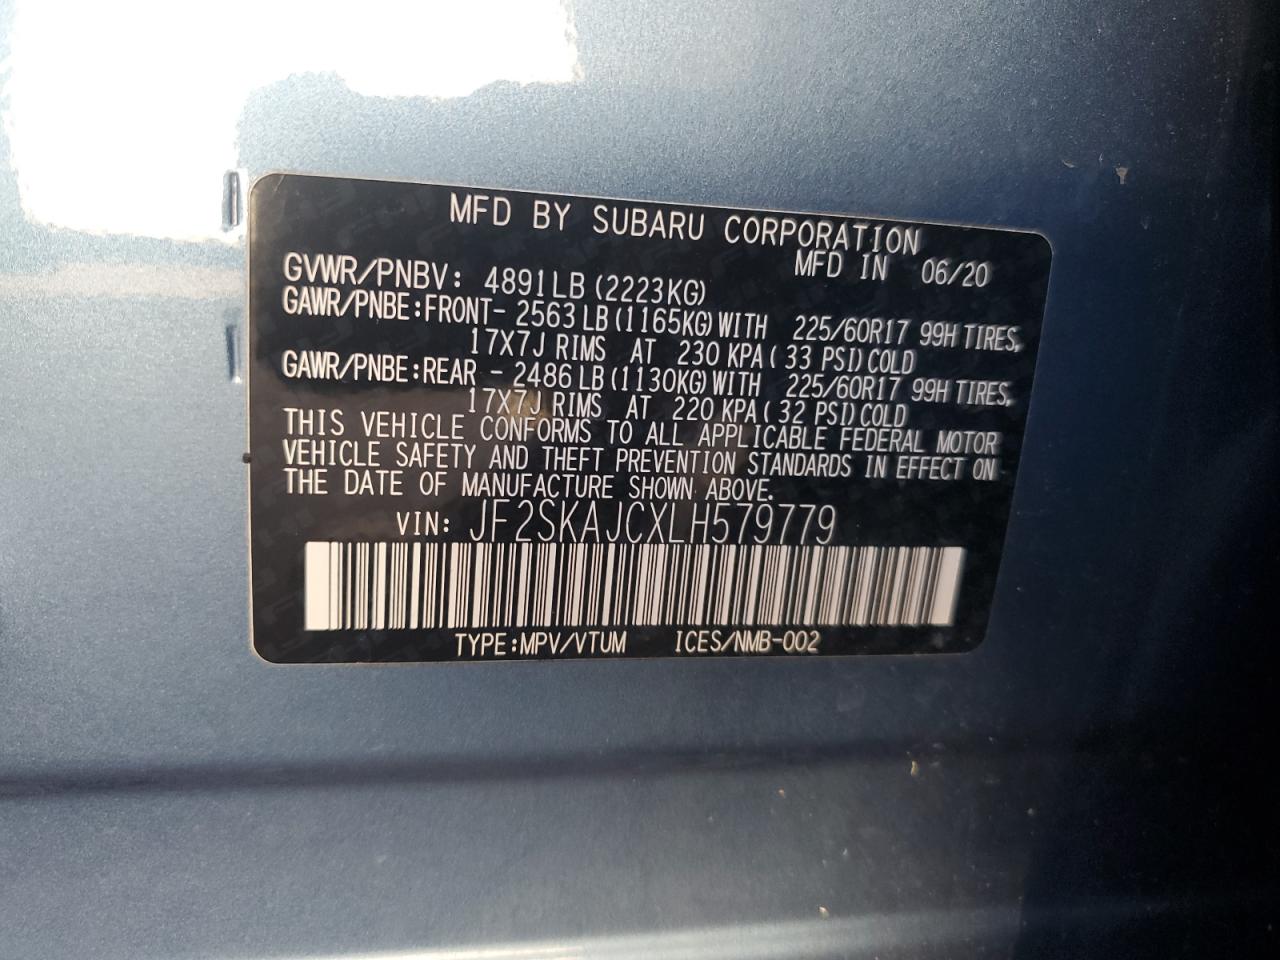 MFD BY SUBARU CORPORATION
MFD IN 06/20
GVWR/PNBV: 4891LB (2223KG)
GAWR/PNBE:FRONT- 2563 LB (1165KG) WITH 225/60R17 99H TIRES,
17X7J RIMS AT 230 KPA ( 33 PSI) COLD
GAWR/PNBE:REAR - 2486 LB (1130KG) WITH 225/60R17 99H TIRES,
17X7J RIMS AT 220 KPA ( 32 PSI) COLD
THIS VEHICLE CONFORMS TO ALL APPLICABLE FEDERAL MOTOR
VEHICLE SAFETY AND THEFT PREVENTION STANDARDS IN EFFECT ON
THE DATE OF MANUFACTURE SHOWN ABOVE.
VIN: JF2SKAJCXLH579779
TYPE:MPV/VTUM ICES/NMB-002